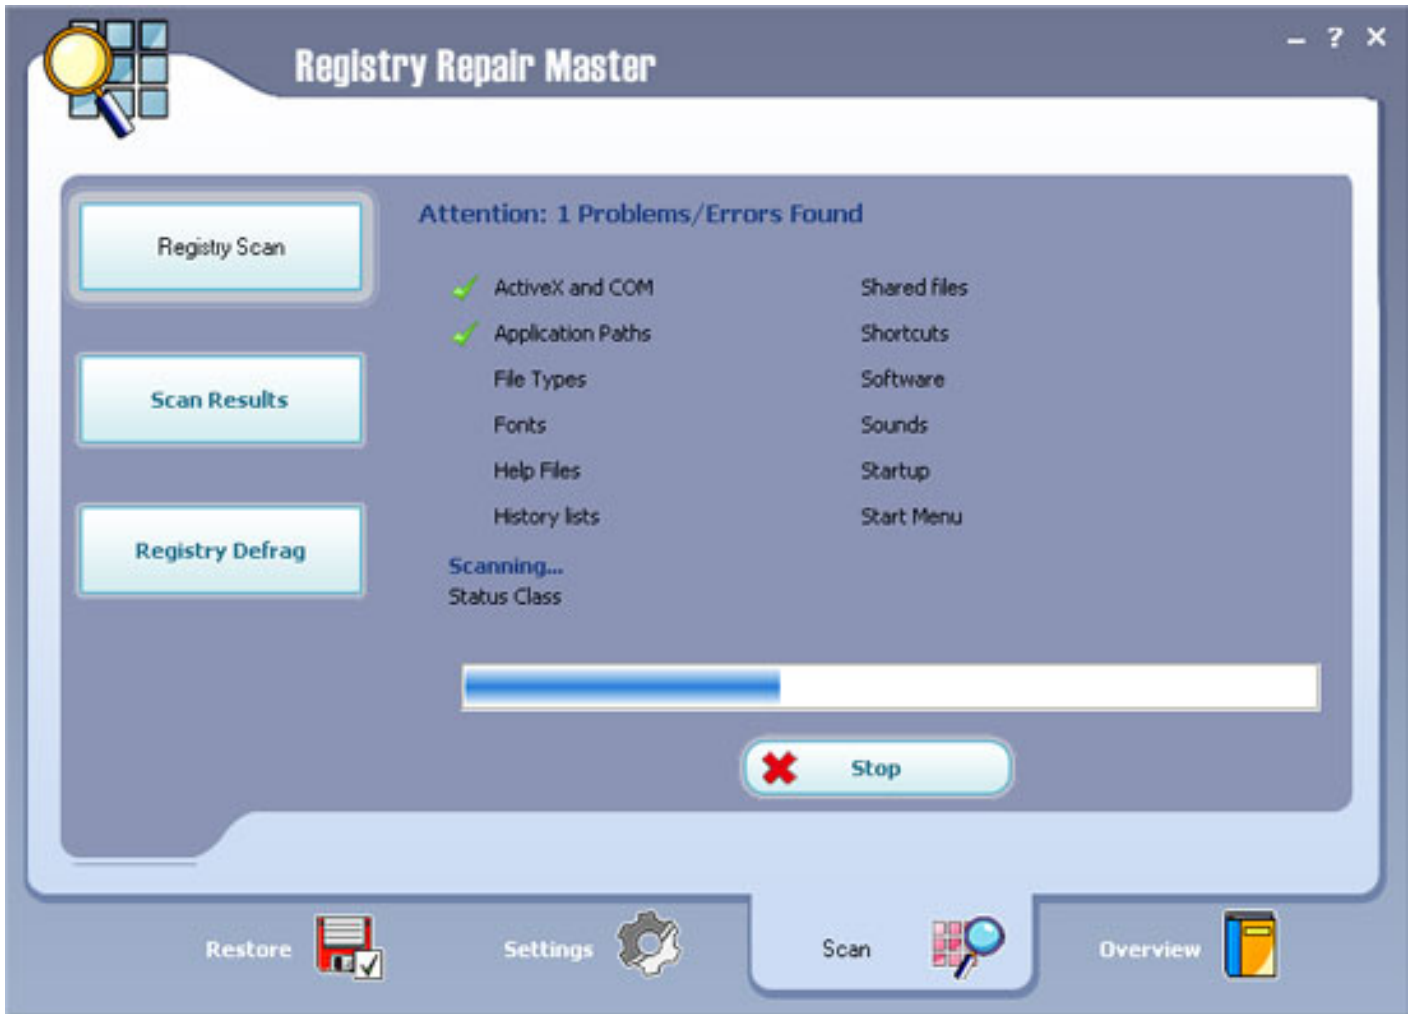 Registry Repair Master
? 
Registry Scan
Scan Results
Registry Defrag
Attention: 1 Problems/Errors Found
ActiveX and COM
Application Paths
File Types
Fonts
Help Files
History lists
Shared files
Shortcuts
Software
Sounds
Startup
Start Menu
Scanning...
Status Class
Stop
Restore
Settings
Scan
Overview